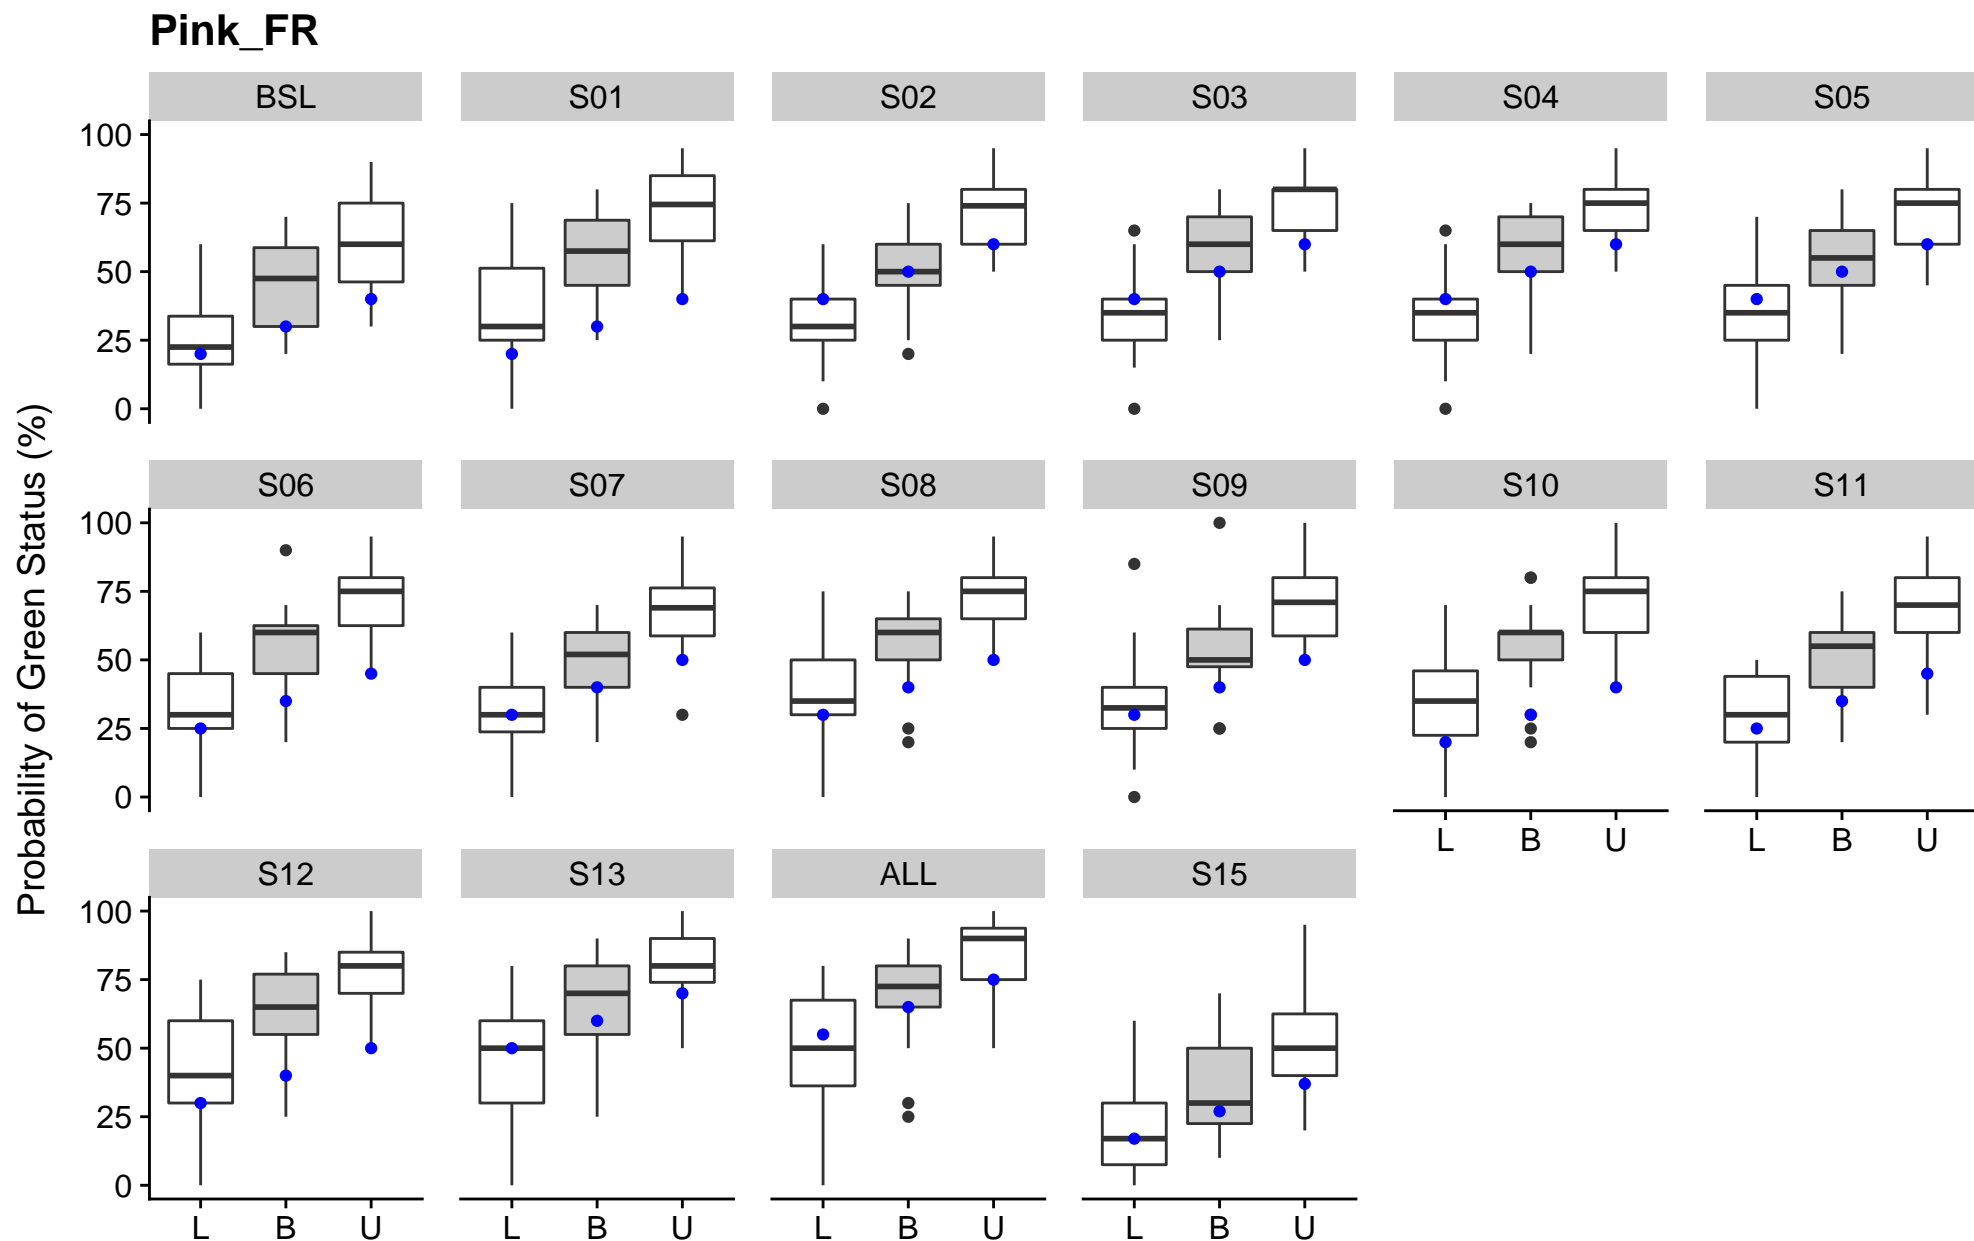 Pink_FR
BSL S01 S02 S03 S04 S05
100
75
50
25
0
S06 S07 S08 S09 S10 S11
100
75
50
25
0
L B U L B U
S12 S13 ALL S15
100
75
50
25
0
L B U L B U L B U L B U
Probability of Green Status (%)